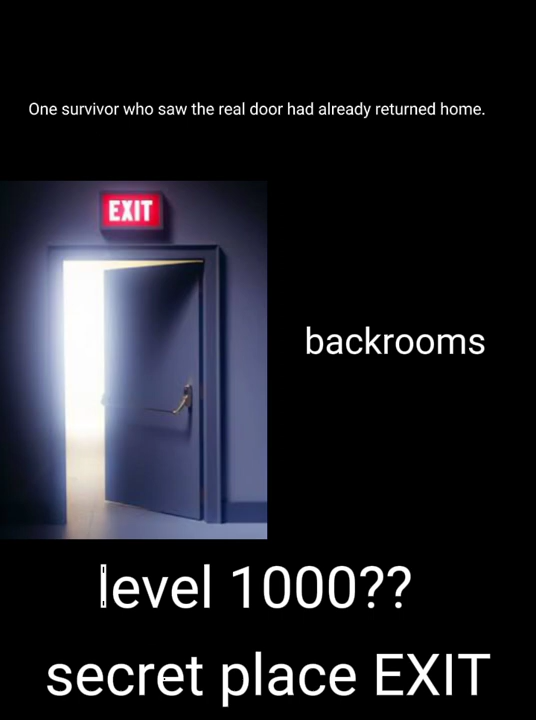 One survivor who saw the real door had already returned home.
EXIT
backrooms
level 1000??
secret place EXIT